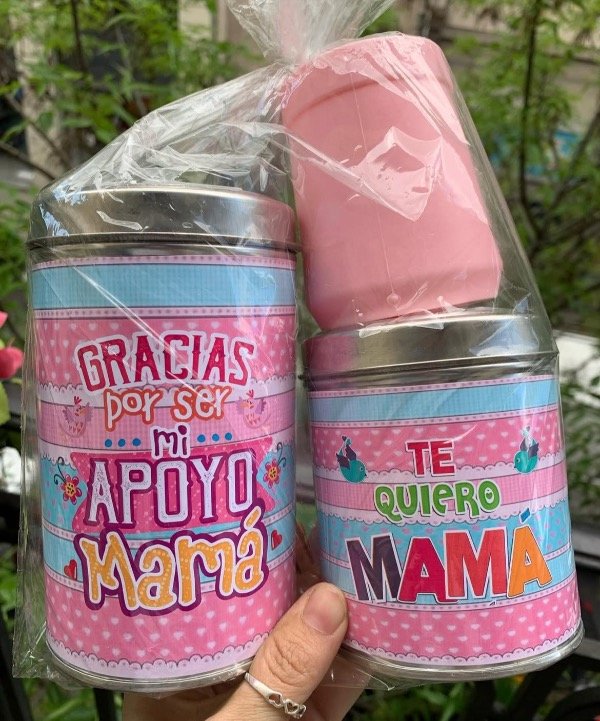 GRACIAS
por ser
mi
APOYO
Mamá
TE
QUIERO
MAMÁ